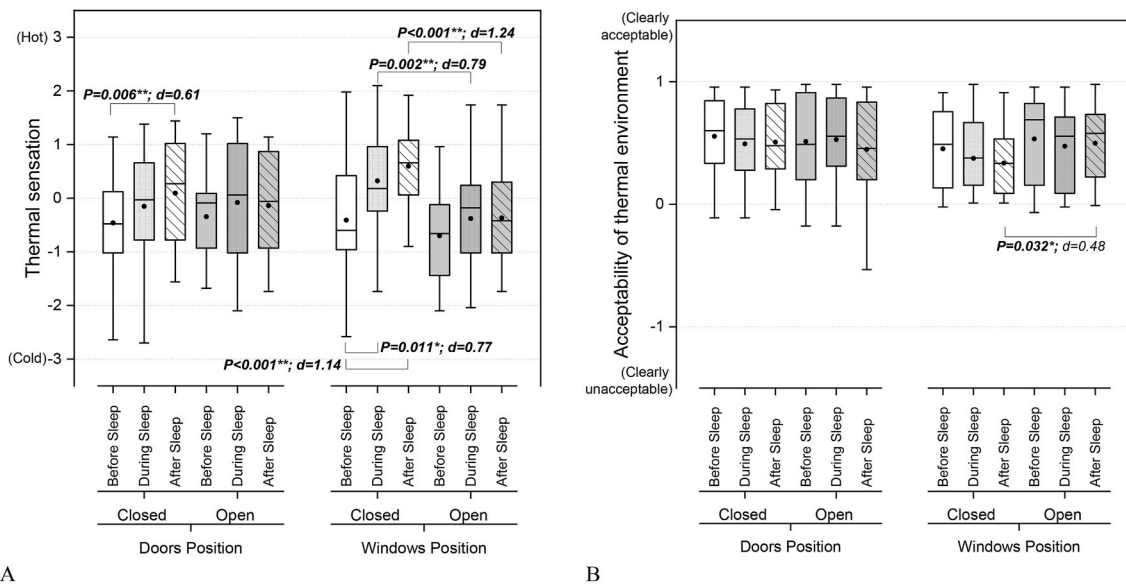 (Hot) 3
2
1
0
-1
-2
(Cold) -3
Thermal sensation
P=0.006**; d=0.61
P<0.001**; d=1.24
P=0.002**; d=0.79
P=0.011*; d=0.77
P<0.001**; d=1.14
Before Sleep
During Sleep
After Sleep
Before Sleep
During Sleep
After Sleep
Before Sleep
During Sleep
After Sleep
Before Sleep
During Sleep
After Sleep
Closed Open Closed Open
Doors Position Windows Position
A
B
(Clearly
acceptable)
1
0
-1
(Clearly
unacceptable)
Acceptability of thermal environment
P=0.032*; d=0.48
Before Sleep
During Sleep
After Sleep
Before Sleep
During Sleep
After Sleep
Before Sleep
During Sleep
After Sleep
Before Sleep
During Sleep
After Sleep
Closed Open Closed Open
Doors Position Windows Position
B